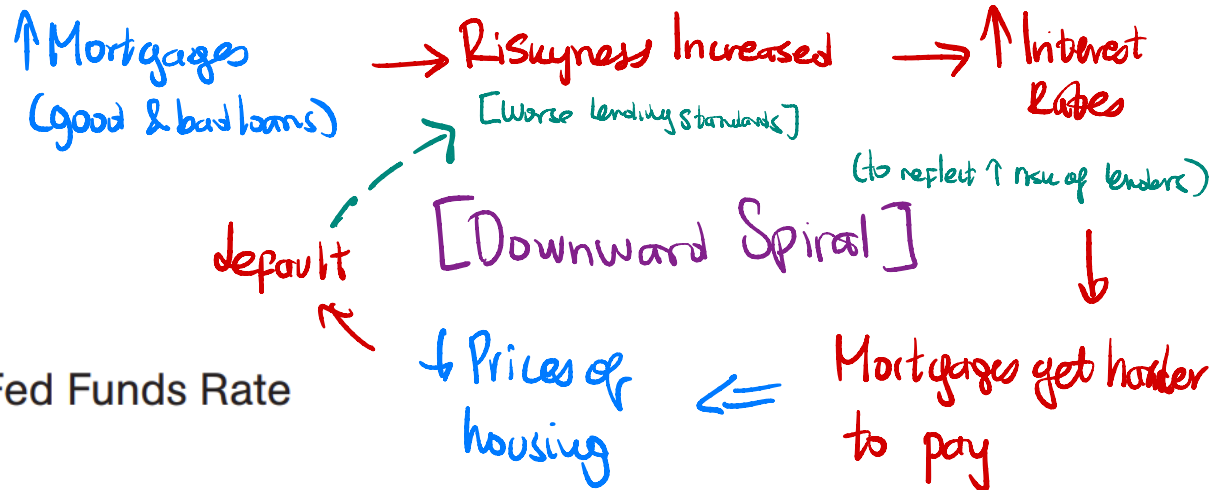 ↑Mortgages
(good & bad loans)
→ Riskyness Increased
[Worse lending standards]
→ ↑ Interest
Rates
(to reflect ↑ risk of lenders)
↓
Mortgages get harder
to pay
⇐
↓ Prices of
housing
default
[Downward Spiral]
Fed Funds Rate